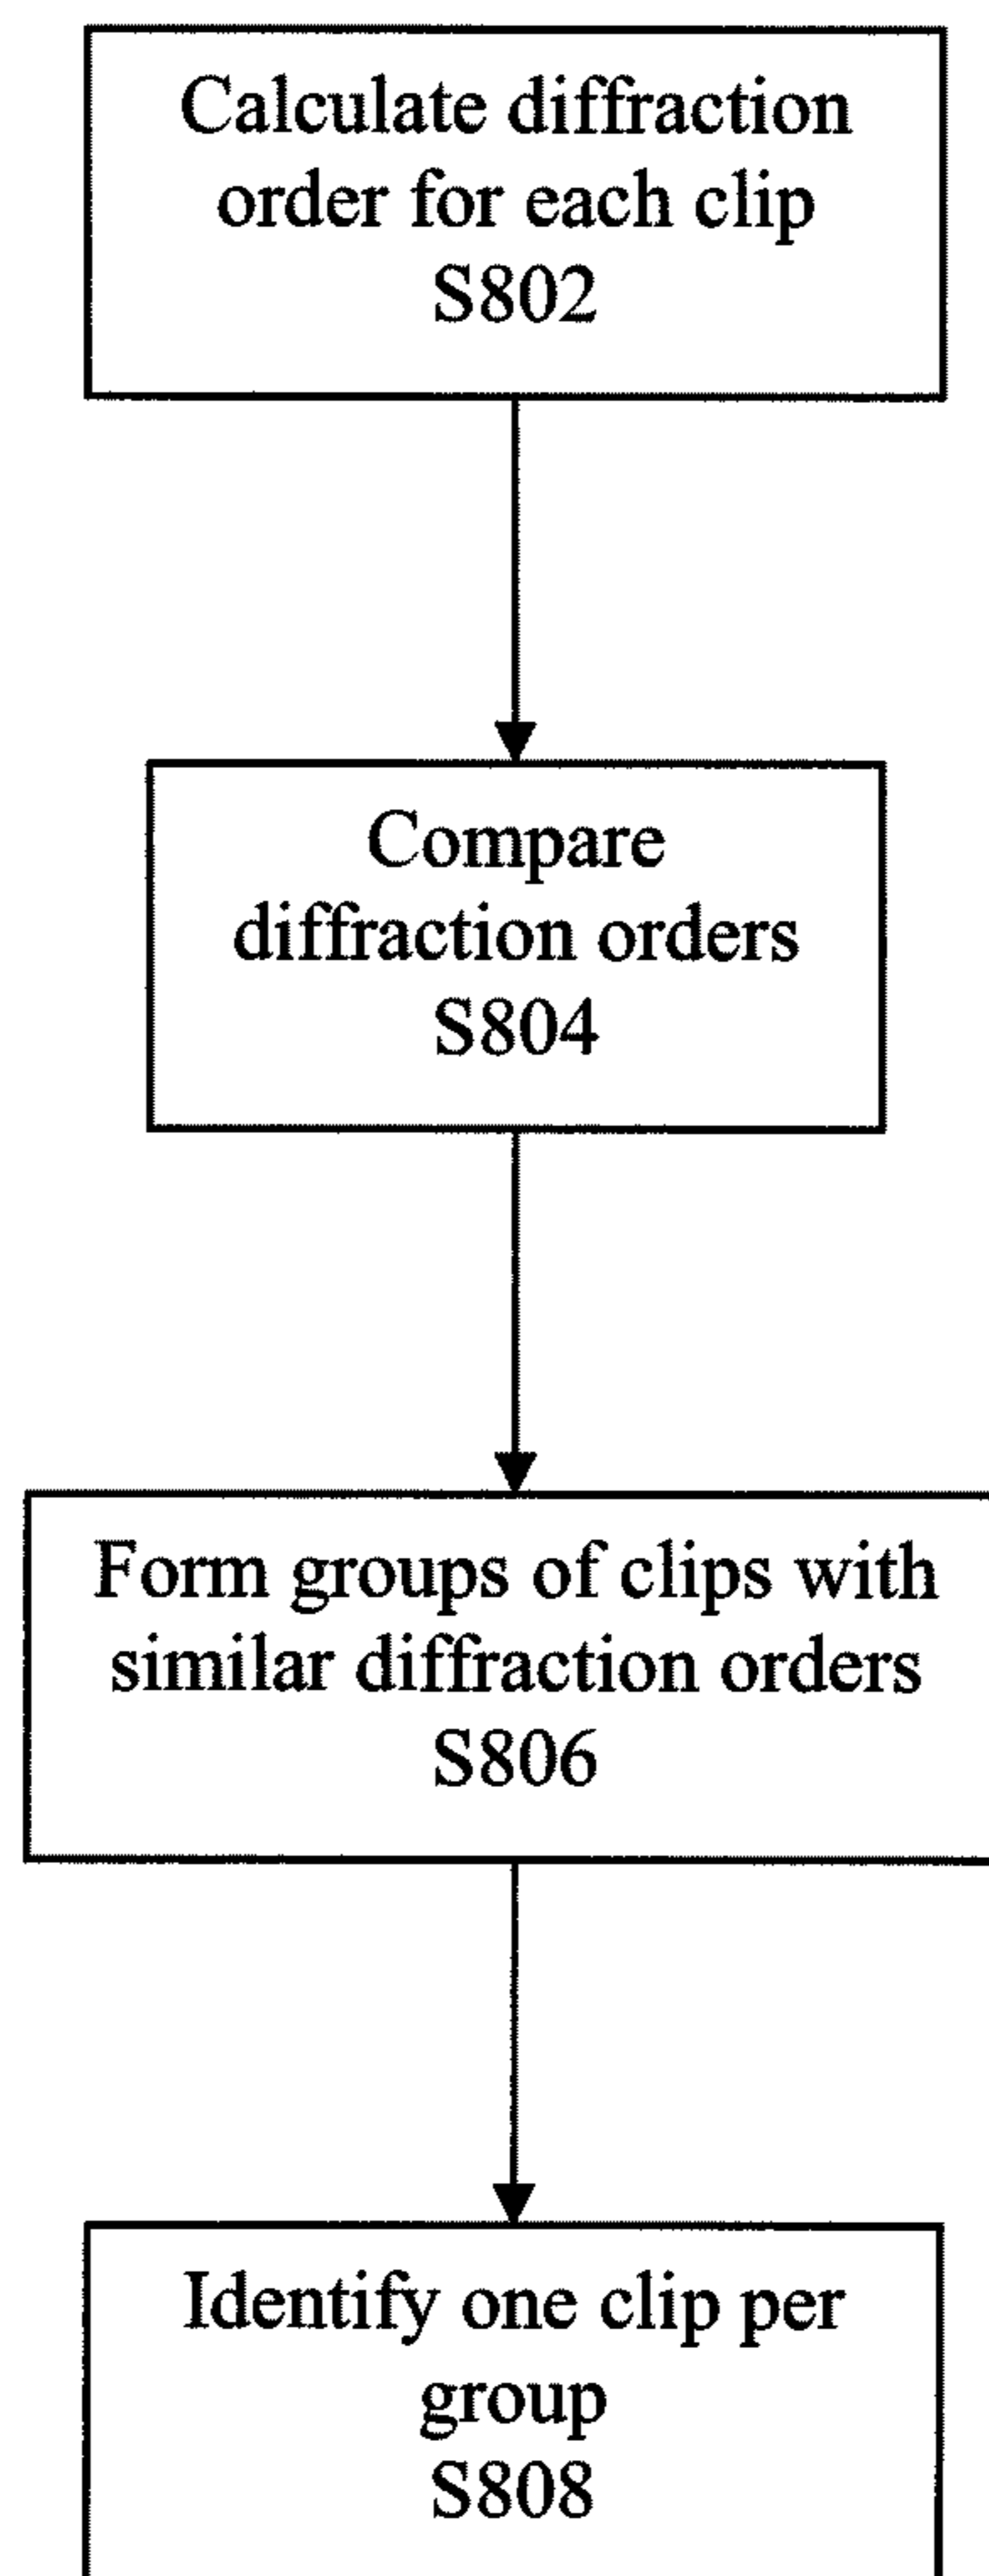 Calculate diffraction
order for each clip
S802
Compare
diffraction orders
S804
Form groups of clips with
similar diffraction orders
S806
Identify one clip per
group
S808